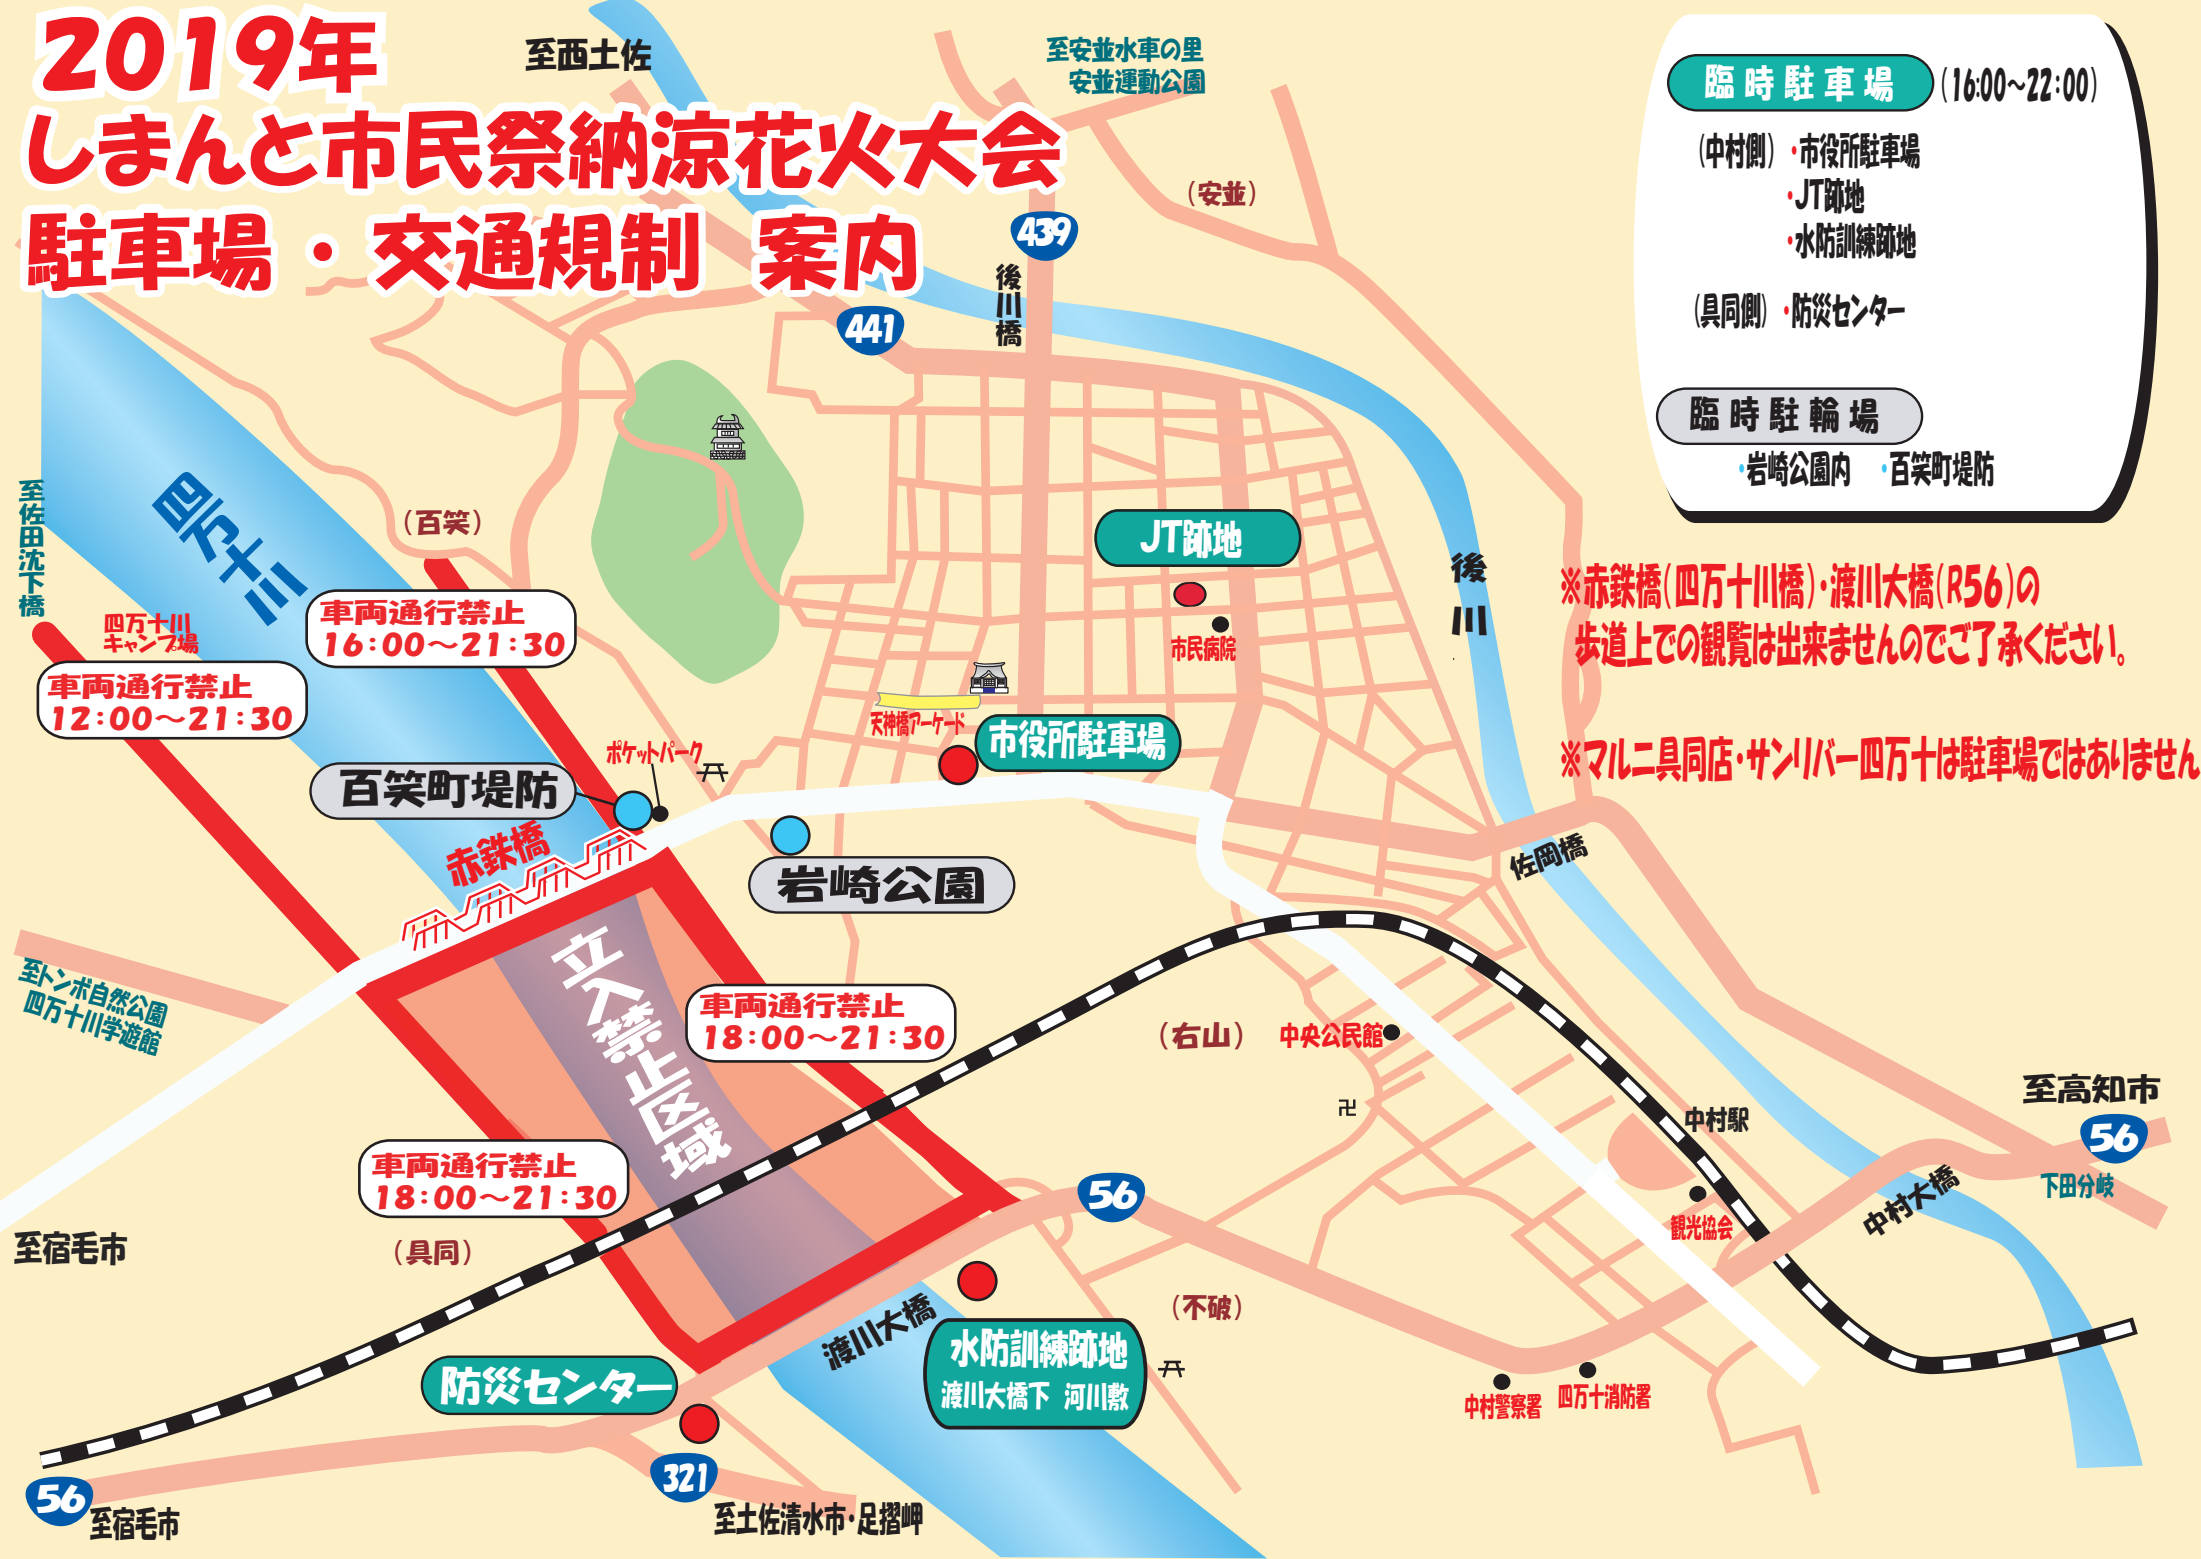 2019年
しまんと市民祭納涼花火大会
駐車場・交通規制 案内
至西土佐
至安並水車の里
安並運動公園
臨時駐車場 (16:00～22:00)
(中村側) ・市役所駐車場
・JT跡地
・水防訓練跡地
(具同側) ・防災センター
臨時駐輪場
・岩崎公園内 ・百笑町堤防
※赤鉄橋(四万十川橋)・渡川大橋(R56)の
歩道上での観覧は出来ませんのでご了承ください。
※マルニ具同店・サンリバー四万十は駐車場ではありません
(安並)
439
後川橋
441
四万十川
至佐田沈下橋
(百笑)
四万十川
キャンプ場
車両通行禁止
16:00～21:30
車両通行禁止
12:00～21:30
JT跡地
市民病院
後川
天神橋アーケード
市役所駐車場
ポケットパーク
百笑町堤防
赤鉄橋
岩崎公園
佐岡橋
至トンボ自然公園
四万十川学遊館
立入禁止区域
車両通行禁止
18:00～21:30
(右山)
中央公民館
卍
中村駅
至高知市
56
下田分岐
中村大橋
観光協会
車両通行禁止
18:00～21:30
(具同)
56
至宿毛市
(不破)
渡川大橋
水防訓練跡地
渡川大橋下 河川敷
防災センター
中村警察署
四万十消防署
321
至土佐清水市・足摺岬
56
至宿毛市